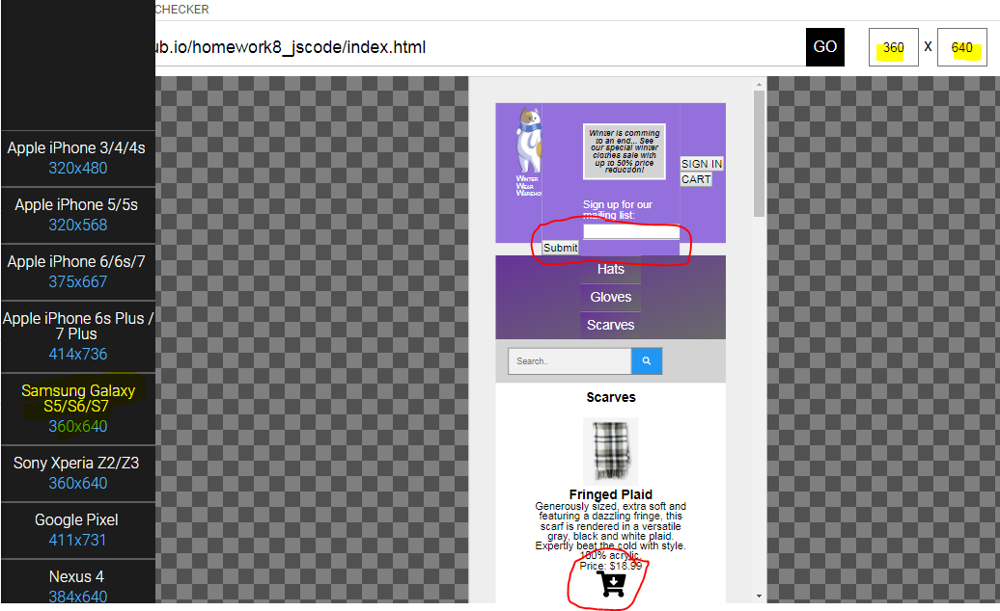 CHECKER
ub.io/homework8_jscode/index.html
GO
360
X
640
Apple iPhone 3/4/4s
320x480
Apple iPhone 5/5s
320x568
Apple iPhone 6/6s/7
375x667
Apple iPhone 6s Plus /
7 Plus
414x736
Samsung Galaxy
S5/S6/S7
360x640
Sony Xperia Z2/Z3
360x640
Google Pixel
411x731
Nexus 4
384x640
Winter
Wear
Wareho
Winter is comming
to an end... See
our special winter
clothes sale with
up to 50% price
reduction!
SIGN IN
CART
Sign up for our
mailing list:
Submit
Hats
Gloves
Scarves
Search..
Scarves
Fringed Plaid
Generously sized, extra soft and
featuring a dazzling fringe, this
scarf is rendered in a versatile
gray, black and white plaid.
Expertly beat the cold with style.
100% acrylic.
Price: $18.99